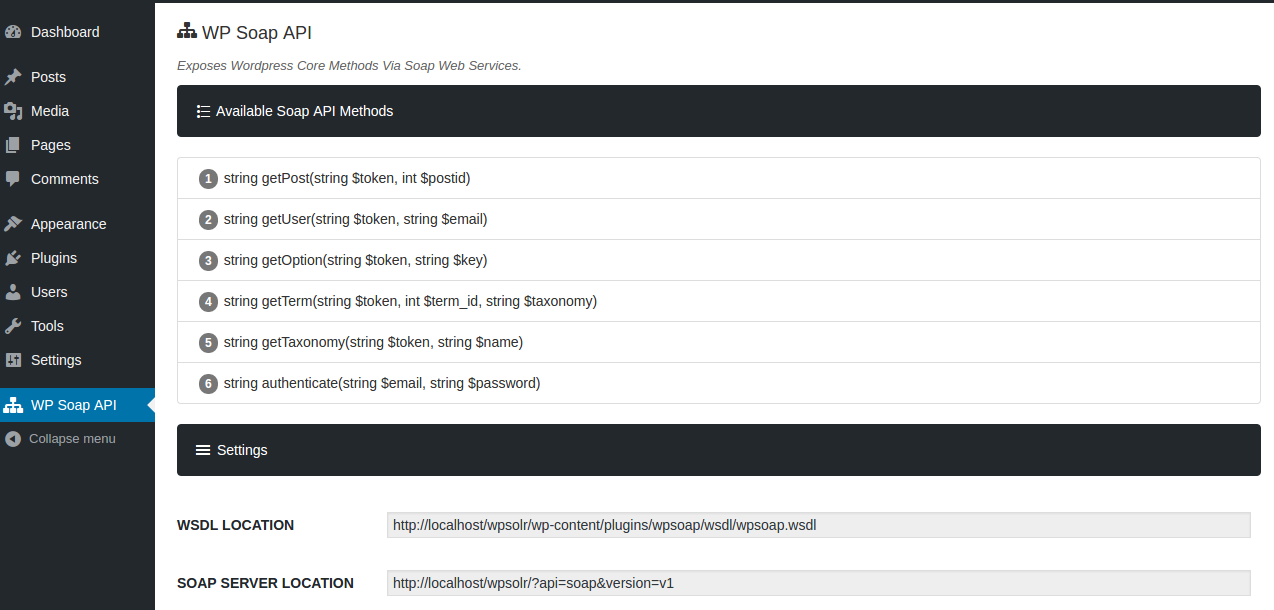 Dashboard
Posts
Media
Pages
Comments
Appearance
Plugins
Users
Tools
Settings
WP Soap API
Collapse menu
WP Soap API
Exposes Wordpress Core Methods Via Soap Web Services.
Available Soap API Methods
1 string getPost(string $token, int $postid)
2 string getUser(string $token, string $email)
3 string getOption(string $token, string $key)
4 string getTerm(string $token, int $term_id, string $taxonomy)
5 string getTaxonomy(string $token, string $name)
6 string authenticate(string $email, string $password)
Settings
WSDL LOCATION http://localhost/wpsolr/wp-content/plugins/wpsoap/wsdl/wpsoap.wsdl
SOAP SERVER LOCATION http://localhost/wpsolr/?api=soap&version=v1